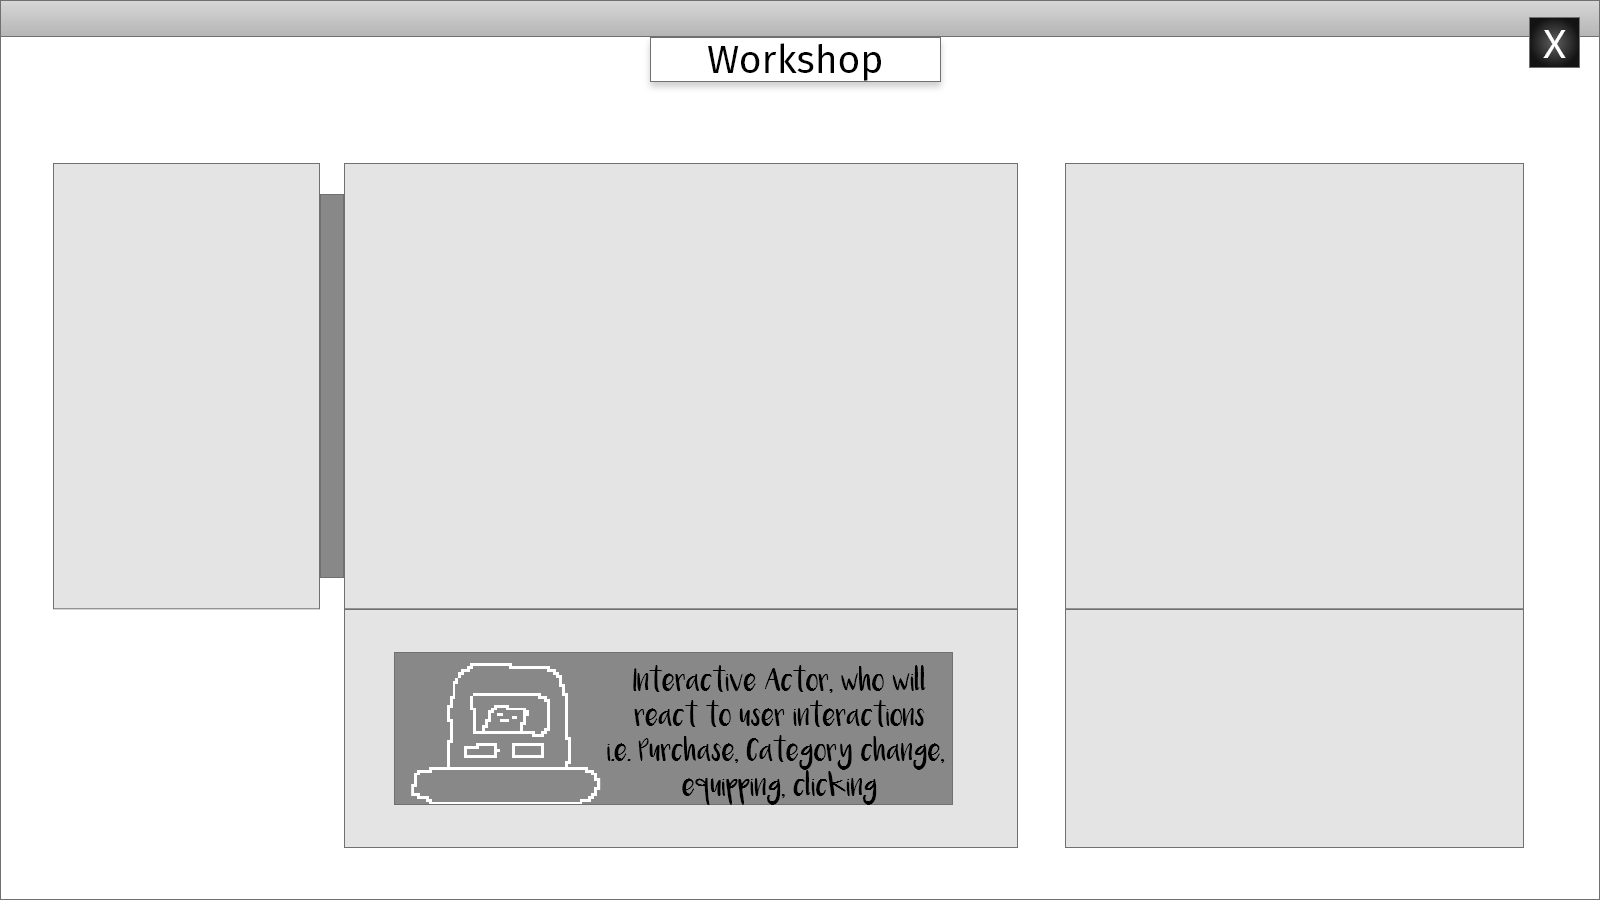 Workshop
X
Interactive Actor, who will
react to user interactions
i.e. Purchase, Category change,
equipping, clicking